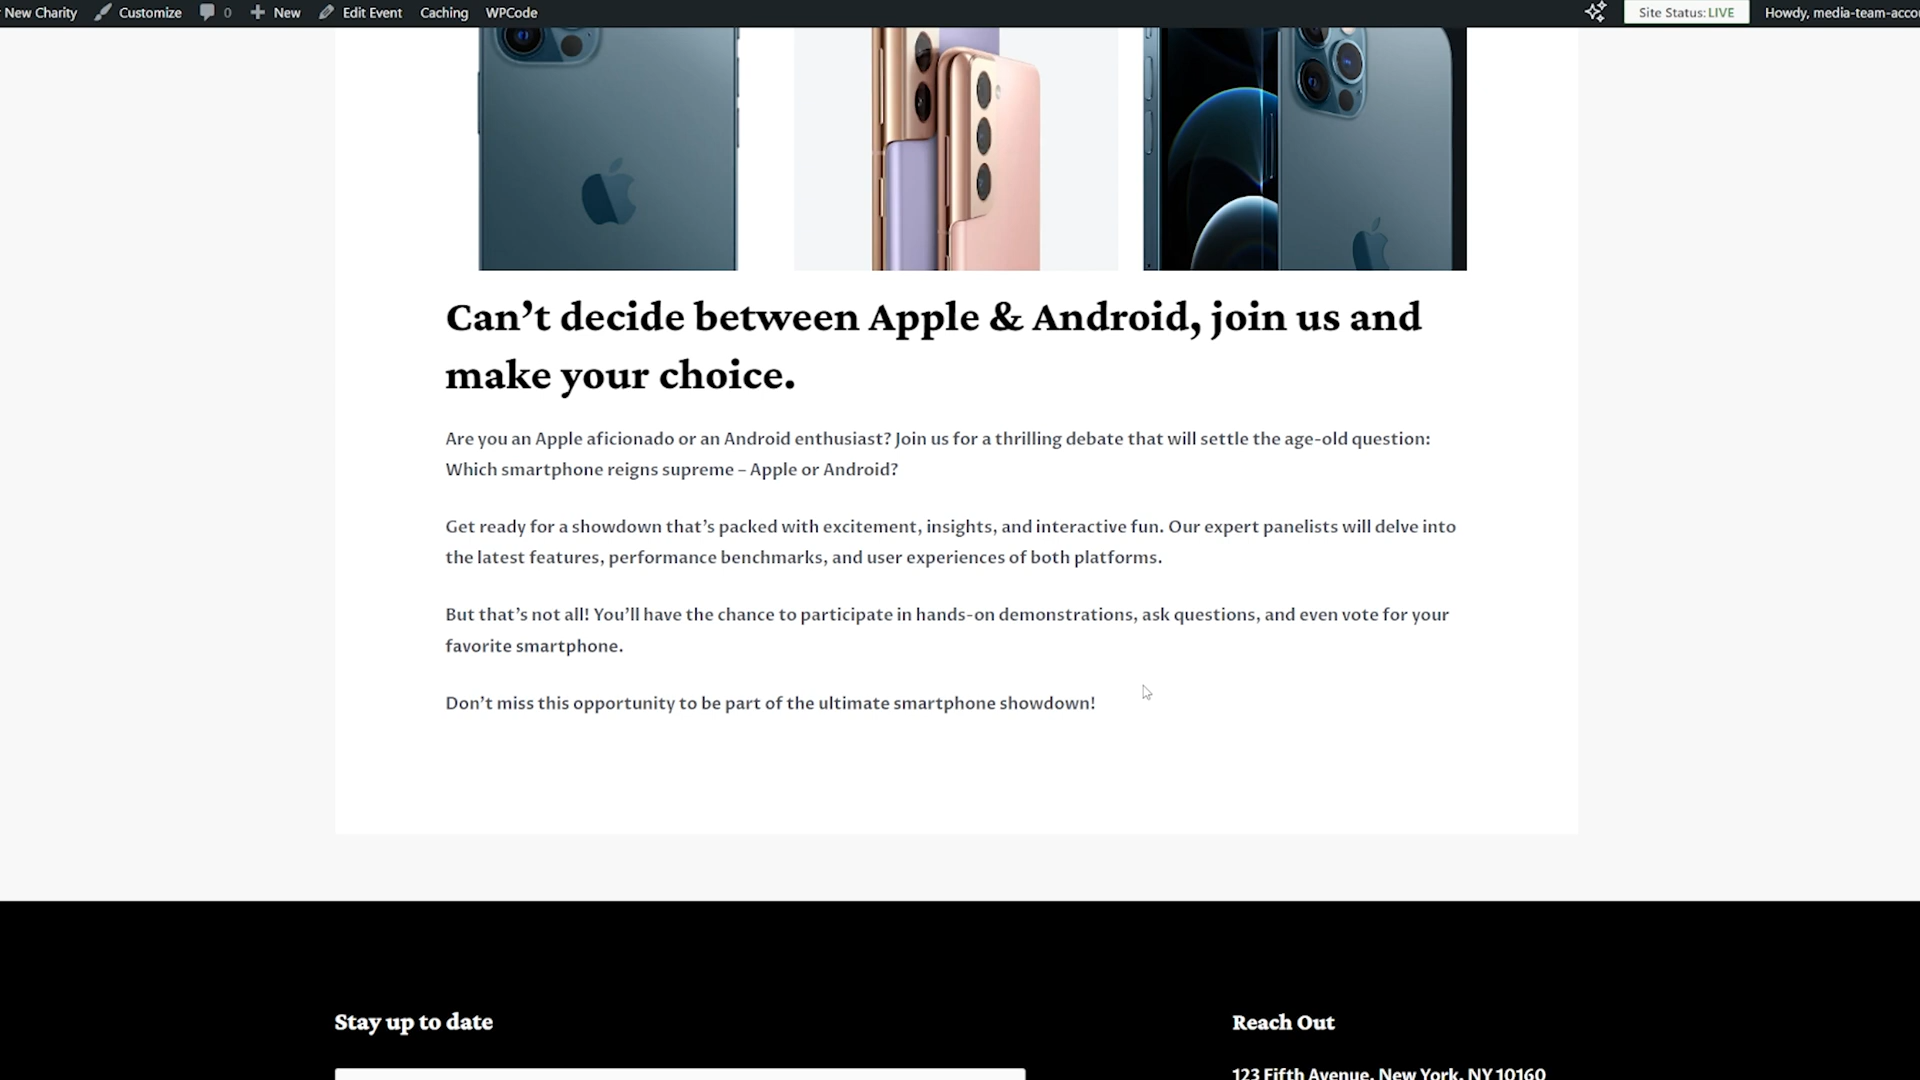 New Charity Customize 0 New Edit Event Caching WPCode Site Status: LIVE Howdy, media-team-acco
Can’t decide between Apple & Android, join us and
make your choice.
Are you an Apple aficionado or an Android enthusiast? Join us for a thrilling debate that will settle the age-old question:
Which smartphone reigns supreme – Apple or Android?
Get ready for a showdown that’s packed with excitement, insights, and interactive fun. Our expert panelists will delve into
the latest features, performance benchmarks, and user experiences of both platforms.
But that’s not all! You’ll have the chance to participate in hands-on demonstrations, ask questions, and even vote for your
favorite smartphone.
Don’t miss this opportunity to be part of the ultimate smartphone showdown!
Stay up to date
Reach Out
123 Fifth Avenue, New York, NY 10160